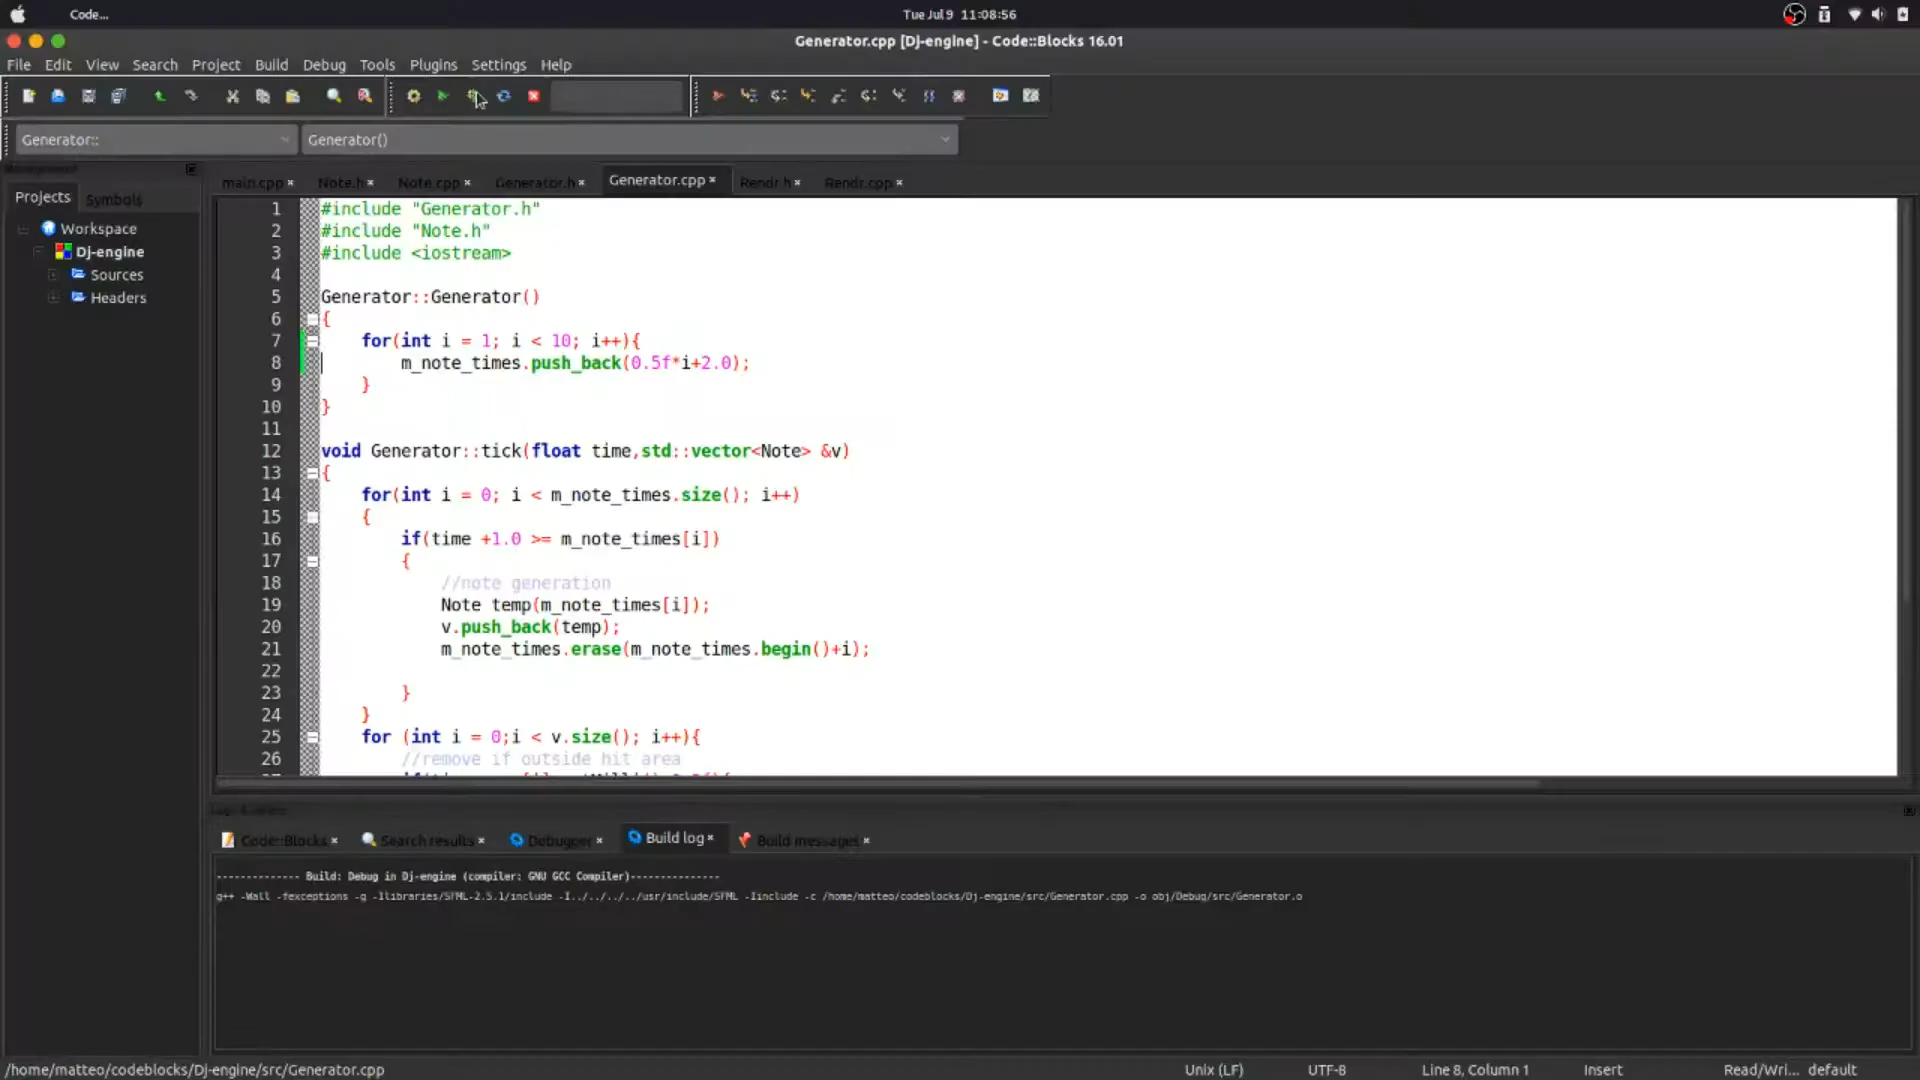 Code...
Tue Jul 9 11:08:56
Generator.cpp [Dj-engine] - Code::Blocks 16.01
File Edit View Search Project Build Debug Tools Plugins Settings Help
Generator::
Generator()
Projects
Symbols
Workspace
Dj-engine
Sources
Headers
main.cpp
Note.h
Note.cpp
Generator.h
Generator.cpp
Rendr.h
Rendr.cpp
1 #include "Generator.h"
2 #include "Note.h"
3 #include <iostream>
4
5 Generator::Generator()
6 {
7 for(int i = 1; i < 10; i++){
8 m_note_times.push_back(0.5f*i+2.0);
9 }
10 }
11
12 void Generator::tick(float time,std::vector<Note> &v)
13 {
14 for(int i = 0; i < m_note_times.size(); i++)
15 {
16 if(time +1.0 >= m_note_times[i])
17 {
18 //note generation
19 Note temp(m_note_times[i]);
20 v.push_back(temp);
21 m_note_times.erase(m_note_times.begin()+i);
22
23 }
24 }
25 for (int i = 0;i < v.size(); i++){
26 //remove if outside hit area
Code::Blocks
Search results
Debugger
Build log
Build messages
-------------- Build: Debug in Dj-engine (compiler: GNU GCC Compiler)---------------
g++ -Wall -fexceptions -g -Ilibraries/SFML-2.5.1/include -I../../../../usr/include/SFML -Iinclude -c /home/matteo/codeblocks/Dj-engine/src/Generator.cpp -o obj/Debug/src/Generator.o
/home/matteo/codeblocks/Dj-engine/src/Generator.cpp
Unix (LF)
UTF-8
Line 8, Column 1
Insert
Read/Wri...
default